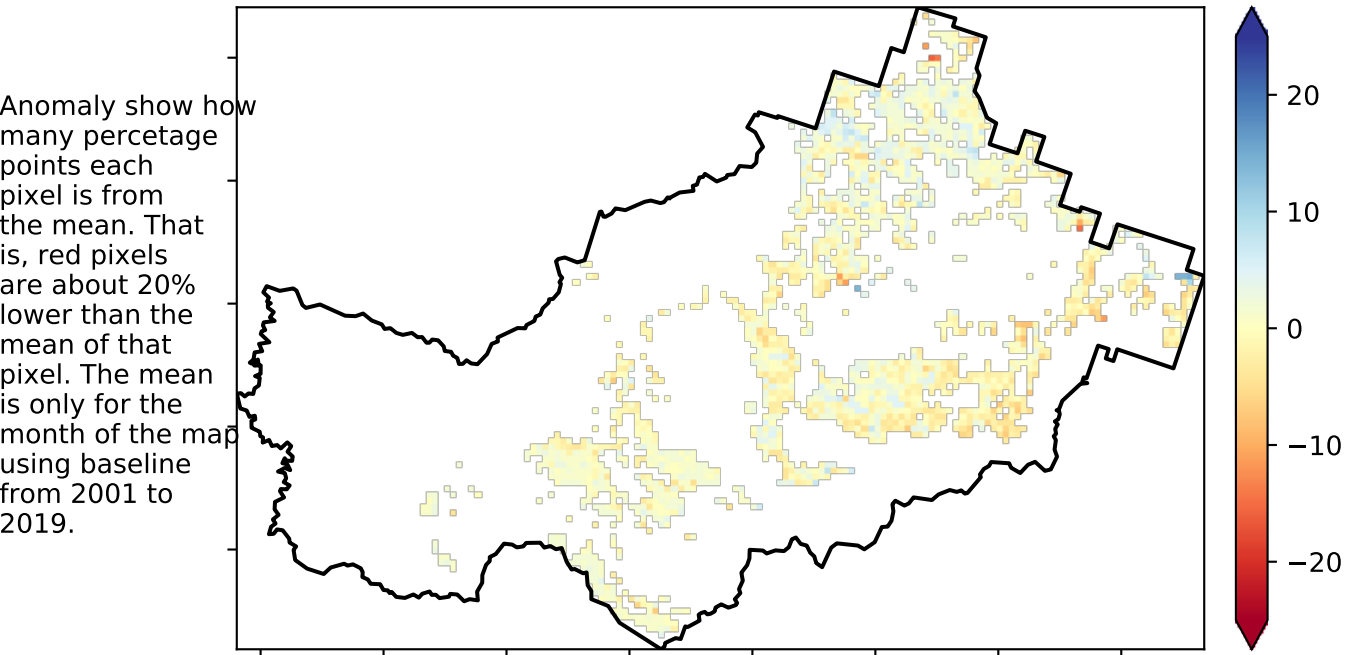 Anomaly show how
many percetage
points each
pixel is from
the mean. That
is, red pixels
are about 20%
lower than the
mean of that
pixel. The mean
is only for the
month of the map
using baseline
from 2001 to
2019.
20
10
0
−10
−20